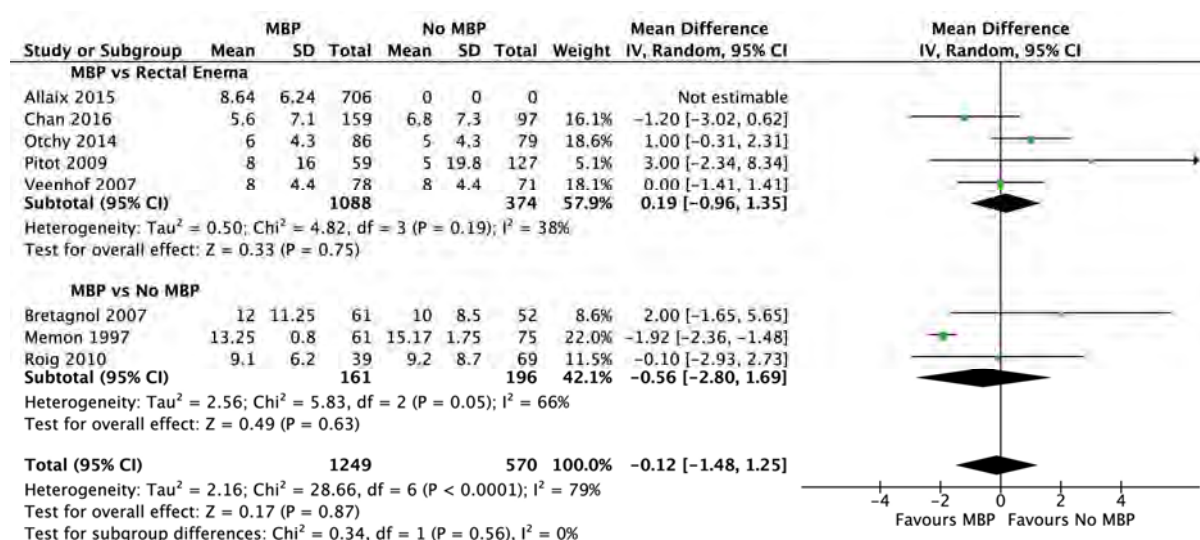 MBP No MBP Mean Difference Mean Difference
Study or Subgroup Mean SD Total Mean SD Total Weight IV, Random, 95% CI IV, Random, 95% CI
MBP vs Rectal Enema
Allaix 2015 8.64 6.24 706 0 0 0 Not estimable
Chan 2016 5.6 7.1 159 6.8 7.3 97 16.1% −1.20 [−3.02, 0.62]
Otchy 2014 6 4.3 86 5 4.3 79 18.6% 1.00 [−0.31, 2.31]
Pitot 2009 8 16 59 5 19.8 127 5.1% 3.00 [−2.34, 8.34]
Veenhof 2007 8 4.4 78 8 4.4 71 18.1% 0.00 [−1.41, 1.41]
Subtotal (95% CI) 1088 374 57.9% 0.19 [−0.96, 1.35]
Heterogeneity: Tau² = 0.50; Chi² = 4.82, df = 3 (P = 0.19); I² = 38%
Test for overall effect: Z = 0.33 (P = 0.75)
MBP vs No MBP
Bretagnol 2007 12 11.25 61 10 8.5 52 8.6% 2.00 [−1.65, 5.65]
Memon 1997 13.25 0.8 61 15.17 1.75 75 22.0% −1.92 [−2.36, −1.48]
Roig 2010 9.1 6.2 39 9.2 8.7 69 11.5% −0.10 [−2.93, 2.73]
Subtotal (95% CI) 161 196 42.1% −0.56 [−2.80, 1.69]
Heterogeneity: Tau² = 2.56; Chi² = 5.83, df = 2 (P = 0.05); I² = 66%
Test for overall effect: Z = 0.49 (P = 0.63)
Total (95% CI) 1249 570 100.0% −0.12 [−1.48, 1.25]
Heterogeneity: Tau² = 2.16; Chi² = 28.66, df = 6 (P < 0.0001); I² = 79%
Test for overall effect: Z = 0.17 (P = 0.87)
Test for subgroup differences: Chi² = 0.34, df = 1 (P = 0.56), I² = 0%
−4 −2 0 2 4
Favours MBP Favours No MBP